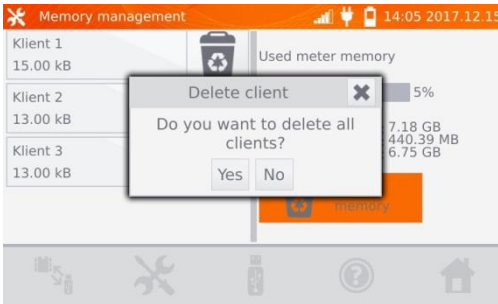 Memory management
14:05 2017.12.15
Klient 1
15.00 kB
Klient 2
13.00 kB
Klient 3
13.00 kB
Used meter memory
5%
7.18 GB
440.39 MB
6.75 GB
memory
Delete client
Do you want to delete all
clients?
Yes No